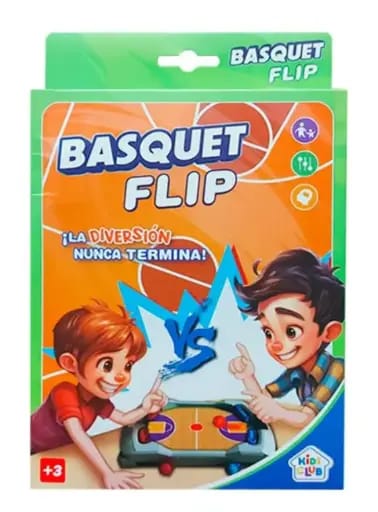 BASQUET
FLIP
BASQUET
FLIP
¡LA DIVERSIÓN
NUNCA TERMINA!
VS
+3
KIDS
CLUB